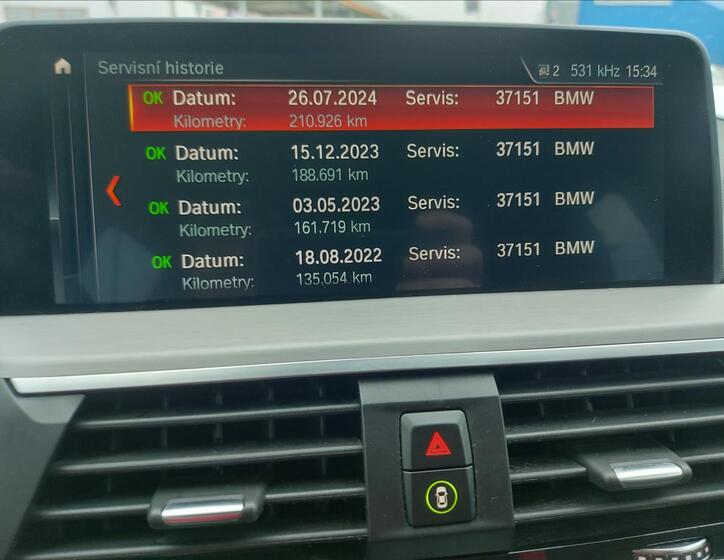 Servisní historie 2 531 kHz 15:34
OK Datum: 26.07.2024 Servis: 37151 BMW
Kilometry: 210.926 km
OK Datum: 15.12.2023 Servis: 37151 BMW
Kilometry: 188.691 km
OK Datum: 03.05.2023 Servis: 37151 BMW
Kilometry: 161.719 km
OK Datum: 18.08.2022 Servis: 37151 BMW
Kilometry: 135.054 km